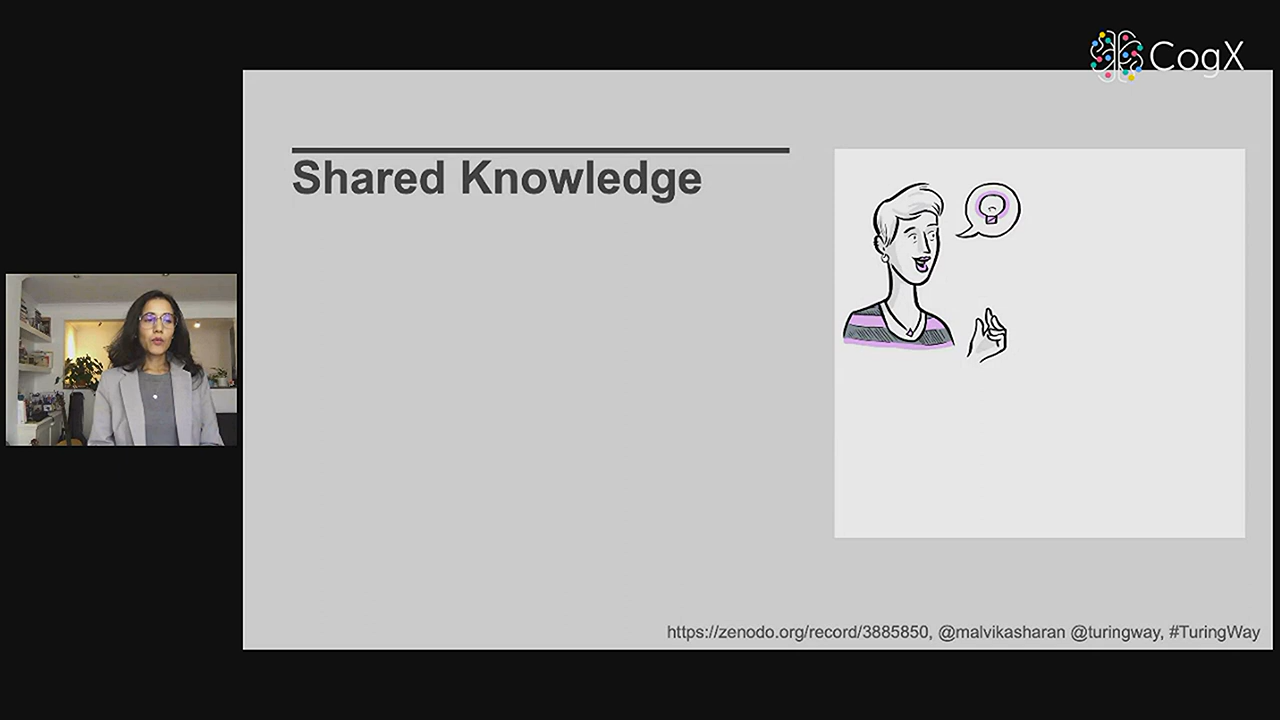 CogX
Shared Knowledge
https://zenodo.org/record/3885850, @malvikasharan @turingway, #TuringWay